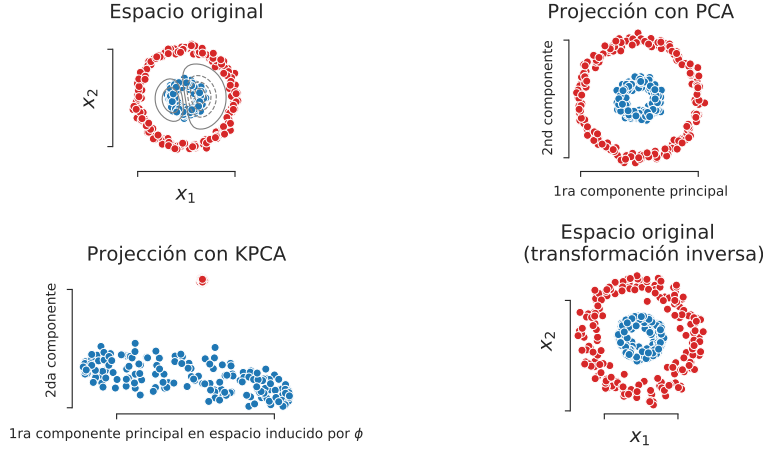 Espacio original
x₂
x₁
Projección con PCA
2nd componente
1ra componente principal
Projección con KPCA
2da componente
1ra componente principal en espacio inducido por ϕ
Espacio original
(transformación inversa)
x₂
x₁